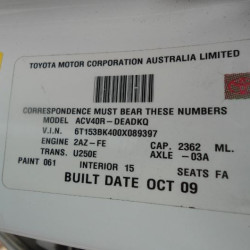 TOYOTA MOTOR CORPORATION AUSTRALIA LIMITED
CORRESPONDENCE MUST BEAR THESE NUMBERS
MODEL ACV40R-DEADKQ
V.I.N. 6T153BK400X089397
ENGINE 2AZ-FE CAP. 2362 ML.
TRANS. U250E AXLE -03A
PAINT 061 INTERIOR 15 SEATS FA
BUILT DATE OCT 09